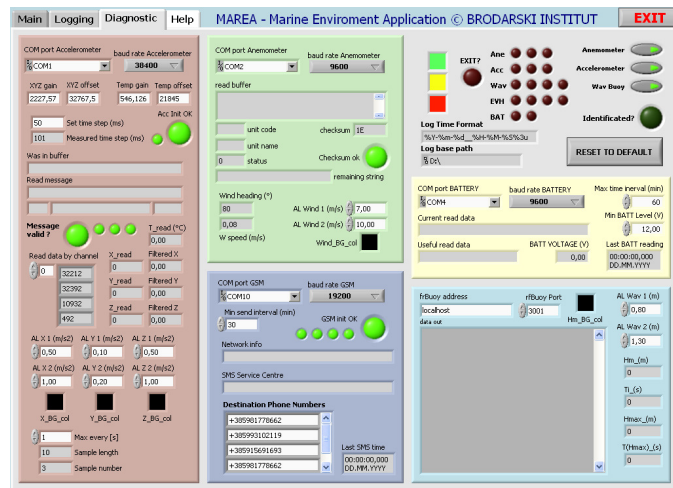 Main Logging Diagnostic Help
MAREA - Marine Enviroment Application © BRODARSKI INSTITUT
EXIT
COM port Accelerometer
baud rate Accelerometer
COM1
38400
XYZ gain XYZ offset Temp gain Temp offset
2227,57 32767,5 546,126 21845
Acc Init OK
50 Set time step (ms)
101 Measured time step (ms)
Was in buffer
Read message
Message valid ?
T_read (°C)
0,00
Read data by channel
X_read Filtered X
0 32212
0 0,00
32392
Y_read Filtered Y
0 0,00
10932
Z_read Filtered Z
492
0 0,00
AL X 1 (m/s2) AL Y 1 (m/s2) AL Z 1 (m/s2)
0,50 0,10 0,50
AL X 2 (m/s2) AL Y 2 (m/s2) AL Z 2 (m/s2)
1,00 0,20 1,00
X_BG_col Y_BG_col Z_BG_col
1 Max every [s]
10 Sample length
3 Sample number
COM port Anemometer
baud rate Anemometer
COM2
9600
read buffer
unit code checksum 1E
unit name
0 status Checksum ok
remaining string
Wind heading (°)
80 AL Wind 1 (m/s) 7,00
0,08 AL Wind 2 (m/s) 10,00
W speed (m/s) Wind_BG_col
COM port GSM
baud rate GSM
COM10
19200
Min send interval (min)
30
GSM init OK
Network info
SMS Service Centre
Destination Phone Numbers
+385981778662
+385993102119
+385915691693
+385981778662
Last SMS time
00:00:00,000
DD.MM.YYYY
EXIT?
Ane
Acc
Wav
EVH
BAT
Anemometer
Accelerometer
Wav Buoy
Identificated?
Log Time Format
%Y-%m-%d__%H-%M-%S%3u
Log base path
D:\
RESET TO DEFAULT
COM port BATTERY
baud rate BATTERY
Max time inerval (min)
COM4
9600
60
Current read data
Min BATT Level (V)
12,00
Useful read data
BATT VOLTAGE (V)
0,00
Last BATT reading
00:00:00,000
DD.MM.YYYY
frBuoy address
rfBuoy Port
localhost
3001
Hm_BG_col
data out
AL Wav 1 (m)
0,80
AL Wav 2 (m)
1,30
Hm_(m)
0
Ti_(s)
0
Hmax_(m)
0
T(Hmax)_(s)
0